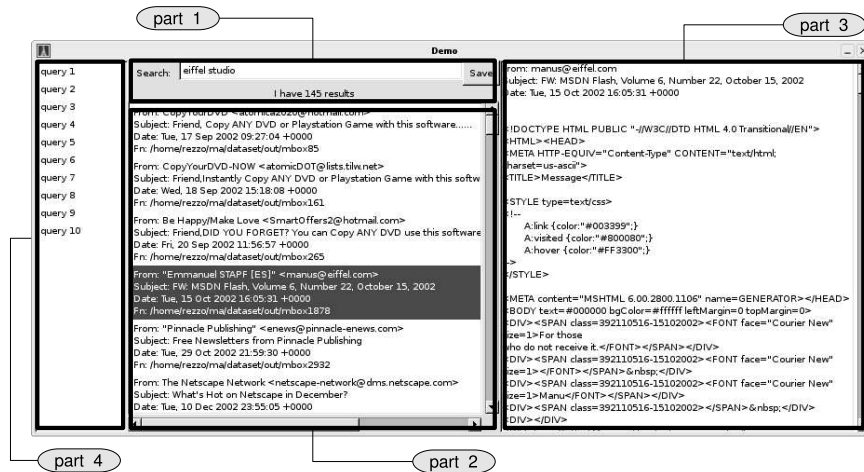 part 1
part 3
Demo
query 1
query 2
query 3
query 4
query 5
query 6
query 7
query 8
query 9
query 10
Search: eiffel studio Save
I have 145 results
From: CopyYourDVD <atomica2020@hotmail.com>
Subject: Friend, Copy ANY DVD or Playstation Game with this software......
Date: Tue, 17 Sep 2002 09:27:04 +0000
Fn: /home/rezzo/ma/dataset/out/mbox85
From: CopyYourDVD-NOW <atomicDOT@lists.tilw.net>
Subject: Friend,Instantly Copy ANY DVD or Playstation Game with this softw
Date: Wed, 18 Sep 2002 15:18:08 +0000
Fn: /home/rezzo/ma/dataset/out/mbox161
From: Be Happy/Make Love <SmartOffers2@hotmail.com>
Subject: Friend,DID YOU FORGET? You can Copy ANY DVD use this software
Date: Fri, 20 Sep 2002 11:56:57 +0000
Fn: /home/rezzo/ma/dataset/out/mbox265
From: "Emmanuel STAPF [ES]" <manus@eiffel.com>
Subject: FW: MSDN Flash, Volume 6, Number 22, October 15, 2002
Date: Tue, 15 Oct 2002 16:05:31 +0000
Fn: /home/rezzo/ma/dataset/out/mbox1878
From: "Pinnacle Publishing" <enews@pinnacle-enews.com>
Subject: Free Newsletters from Pinnacle Publishing
Date: Tue, 29 Oct 2002 21:59:30 +0000
Fn: /home/rezzo/ma/dataset/out/mbox2932
From: The Netscape Network <netscape-network@dms.netscape.com>
Subject: What's Hot on Netscape in December?
Date: Tue, 10 Dec 2002 23:55:05 +0000
From: manus@eiffel.com
Subject: FW: MSDN Flash, Volume 6, Number 22, October 15, 2002
Date: Tue, 15 Oct 2002 16:05:31 +0000
<!DOCTYPE HTML PUBLIC "-//W3C//DTD HTML 4.0 Transitional//EN">
<HTML><HEAD>
<META HTTP-EQUIV="Content-Type" CONTENT="text/html;
charset=us-ascii">
<TITLE>Message</TITLE>
<STYLE type=text/css>
<!--
A:link {color:"#003399";}
A:visited {color:"#800080";}
A:hover {color:"#FF3300";}
->
</STYLE>
<META content="MSHTML 6.00.2800.1106" name=GENERATOR></HEAD>
<BODY text=#000000 bgColor=#ffffff leftMargin=0 topMargin=0>
<DIV><SPAN class=392110516-15102002><FONT face="Courier New"
size=1>For those
who do not receive it.</FONT></SPAN></DIV>
<DIV><SPAN class=392110516-15102002><FONT face="Courier New"
size=1></FONT></SPAN>&nbsp;</DIV>
<DIV><SPAN class=392110516-15102002><FONT face="Courier New"
size=1>Manu</FONT></SPAN></DIV>
<DIV><SPAN class=392110516-15102002></SPAN>&nbsp;</DIV>
<DIV></DIV>
part 4
part 2